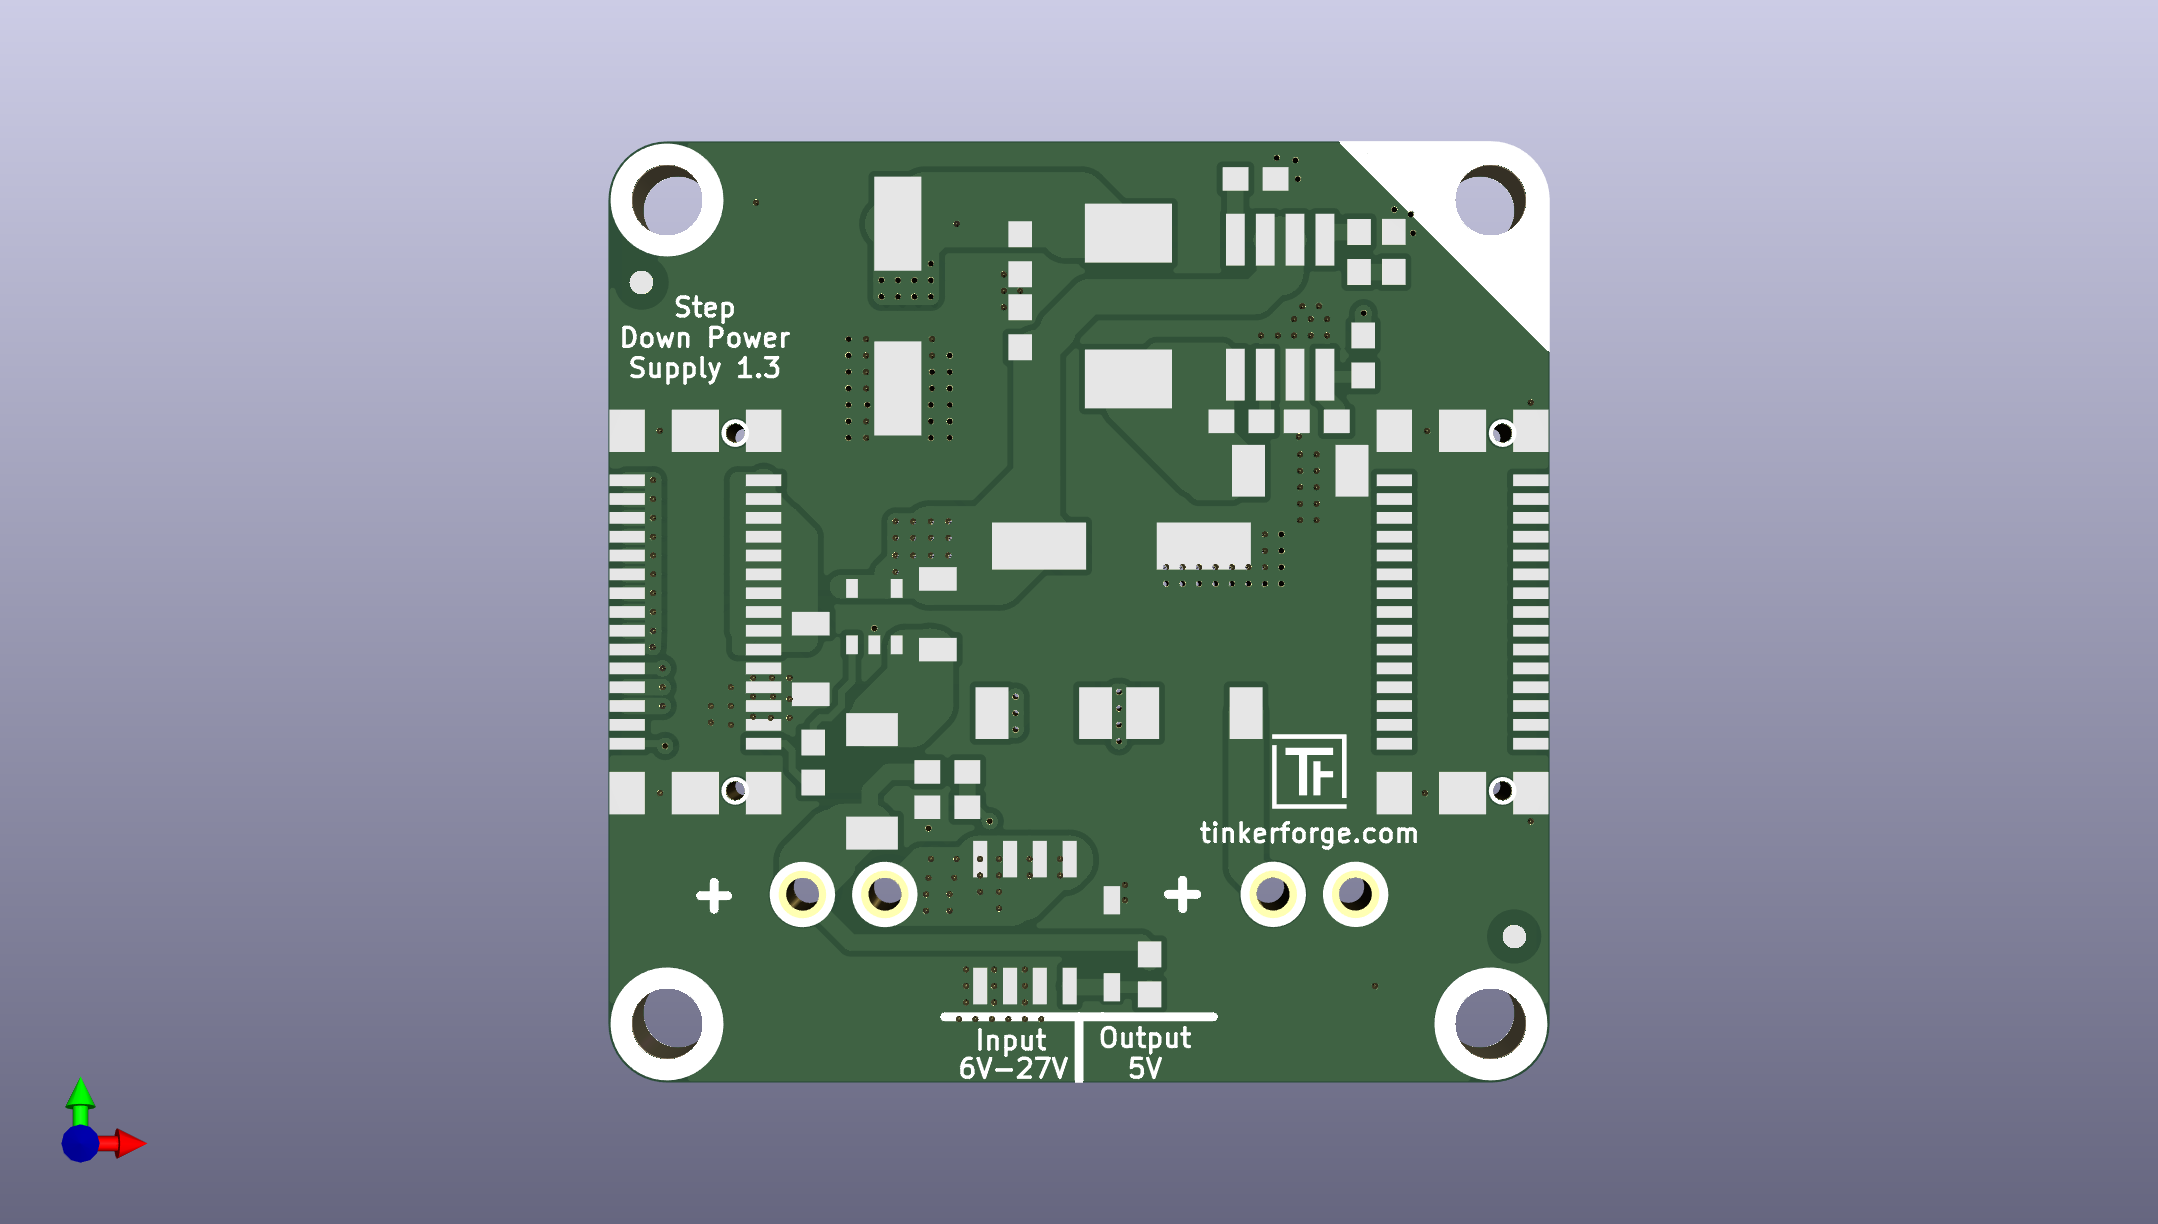 Step
Down Power
Supply 1.3
TF
tinkerforge.com
+
+
Input
6V-27V
Output
5V